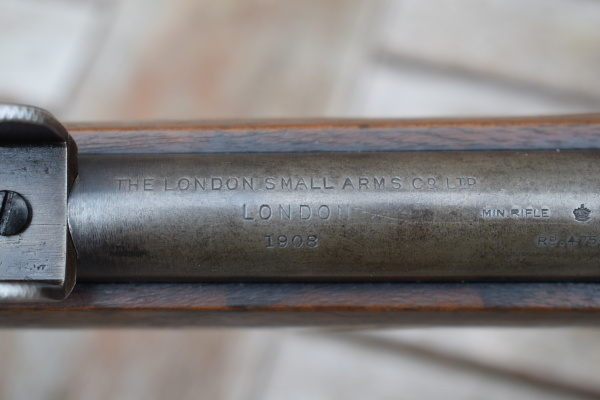 THE LONDON SMALL ARMS CO. LTD.
LONDON
1908
MIN RIFLE